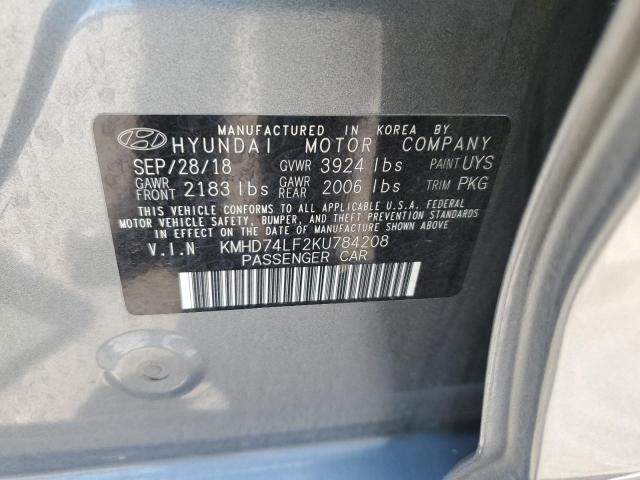 MANUFACTURED IN KOREA BY
HYUNDAI MOTOR COMPANY
SEP/28/18 GVWR 3924 lbs PAINT UYS
GAWR FRONT 2183 lbs GAWR REAR 2006 lbs TRIM PKG
THIS VEHICLE CONFORMS TO ALL APPLICABLE U.S.A. FEDERAL
MOTOR VEHICLE SAFETY, BUMPER, AND THEFT PREVENTION STANDARDS
IN EFFECT ON THE DATE OF MANUFACTURE SHOWN ABOVE.
V.I.N KMHD74LF2KU784208
PASSENGER CAR